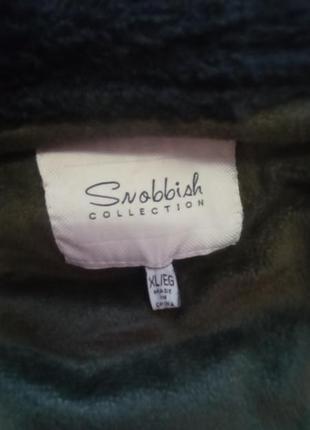 Snobbish
COLLECTION
XL/EG
MADE
IN
CHINA